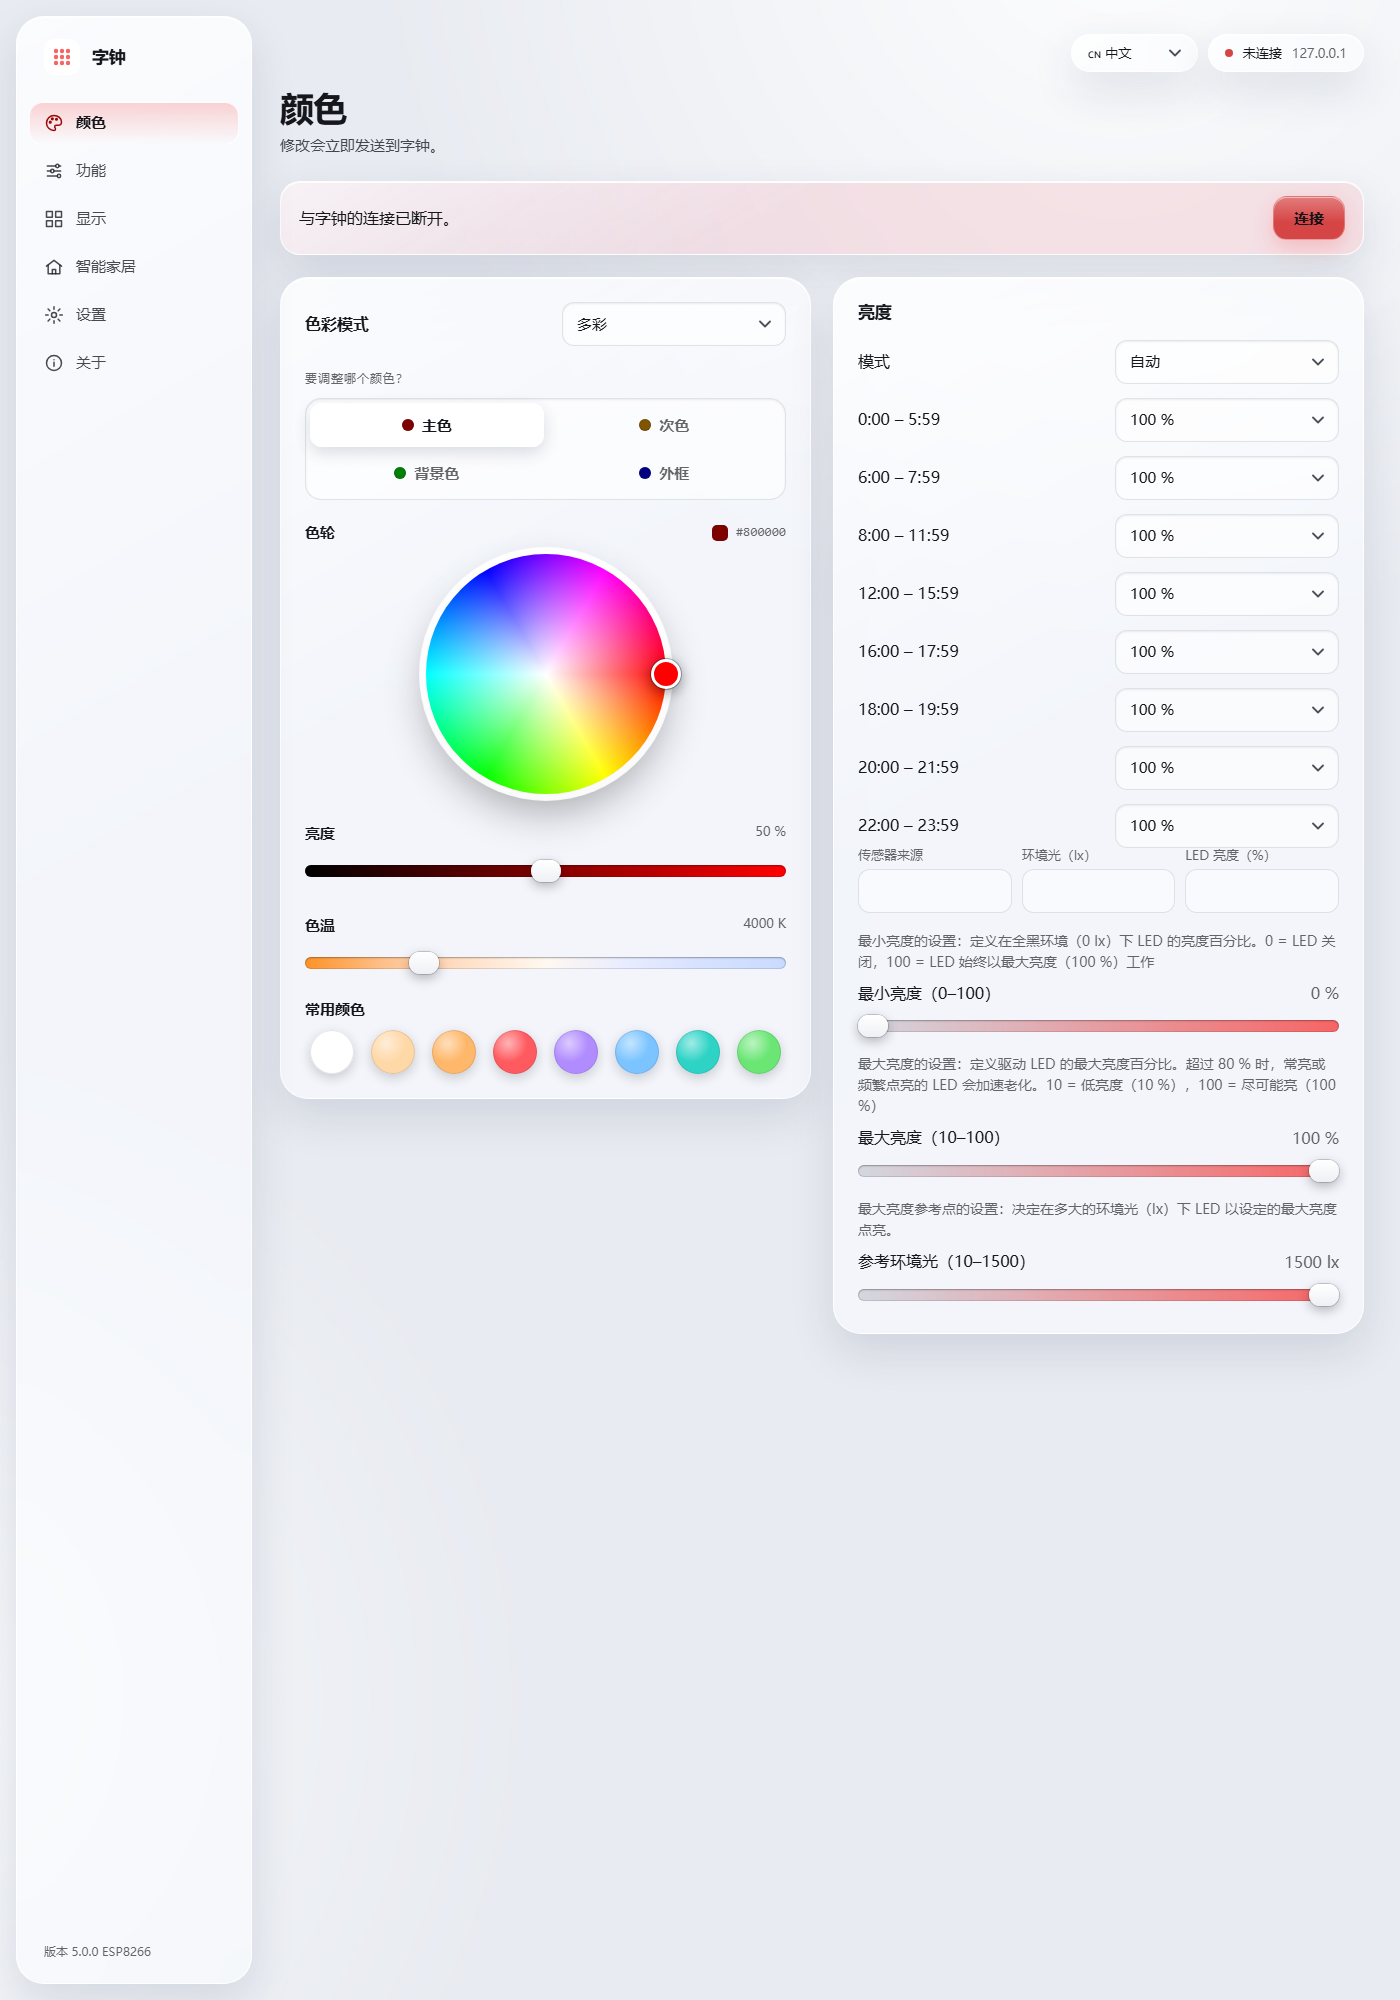 字钟
颜色
功能
显示
智能家居
设置
关于
版本 5.0.0 ESP8266
CN 中文
未连接 127.0.0.1
颜色
修改会立即发送到字钟。
与字钟的连接已断开。
连接
色彩模式
多彩
要调整哪个颜色?
主色
次色
背景色
外框
色轮
#800000
亮度
50 %
色温
4000 K
常用颜色
亮度
模式
自动
0:00 – 5:59
100 %
6:00 – 7:59
100 %
8:00 – 11:59
100 %
12:00 – 15:59
100 %
16:00 – 17:59
100 %
18:00 – 19:59
100 %
20:00 – 21:59
100 %
22:00 – 23:59
100 %
传感器来源
环境光（lx）
LED 亮度（%）
最小亮度的设置：定义在全黑环境（0 lx）下 LED 的亮度百分比。0 = LED 关
闭，100 = LED 始终以最大亮度（100 %）工作
最小亮度（0–100）
0 %
最大亮度的设置：定义驱动 LED 的最大亮度百分比。超过 80 % 时，常亮或
频繁点亮的 LED 会加速老化。10 = 低亮度（10 %），100 = 尽可能亮（100
%）
最大亮度（10–100）
100 %
最大亮度参考点的设置：决定在多大的环境光（lx）下 LED 以设定的最大亮度
点亮。
参考环境光（10–1500）
1500 lx